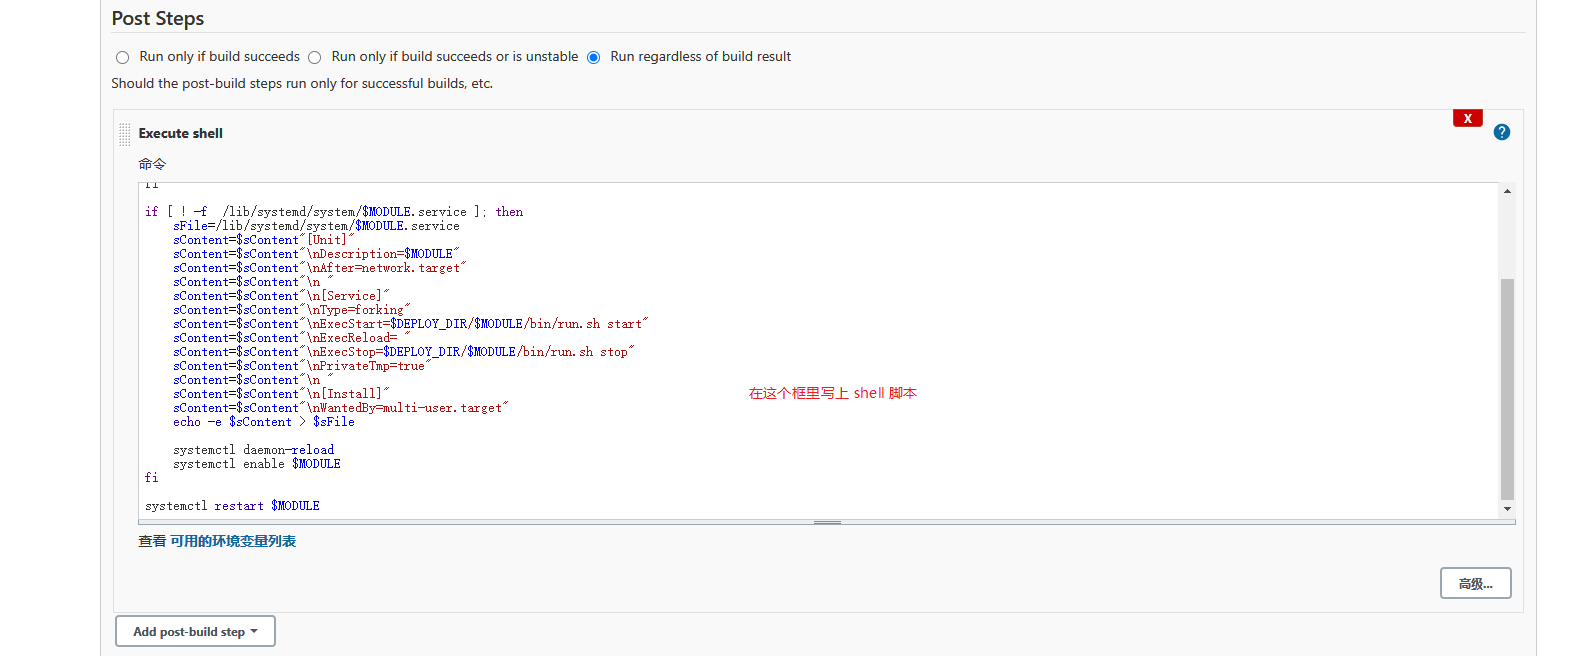 Post Steps
Run only if build succeeds Run only if build succeeds or is unstable Run regardless of build result
Should the post-build steps run only for successful builds, etc.
X
Execute shell
?
命令
if [ ! -f  /lib/systemd/system/$MODULE.service ]; then
    sFile=/lib/systemd/system/$MODULE.service
    sContent=$sContent"[Unit]"
    sContent=$sContent"\nDescription=$MODULE"
    sContent=$sContent"\nAfter=network.target"
    sContent=$sContent"\n "
    sContent=$sContent"\n[Service]"
    sContent=$sContent"\nType=forking"
    sContent=$sContent"\nExecStart=$DEPLOY_DIR/$MODULE/bin/run.sh start"
    sContent=$sContent"\nExecReload= "
    sContent=$sContent"\nExecStop=$DEPLOY_DIR/$MODULE/bin/run.sh stop"
    sContent=$sContent"\nPrivateTmp=true"
    sContent=$sContent"\n "
    sContent=$sContent"\n[Install]"
在这个框里写上 shell 脚本
    sContent=$sContent"\nWantedBy=multi-user.target"
    echo -e $sContent > $sFile
    systemctl daemon-reload
    systemctl enable $MODULE
fi
systemctl restart $MODULE
查看 可用的环境变量列表
高级...
Add post-build step